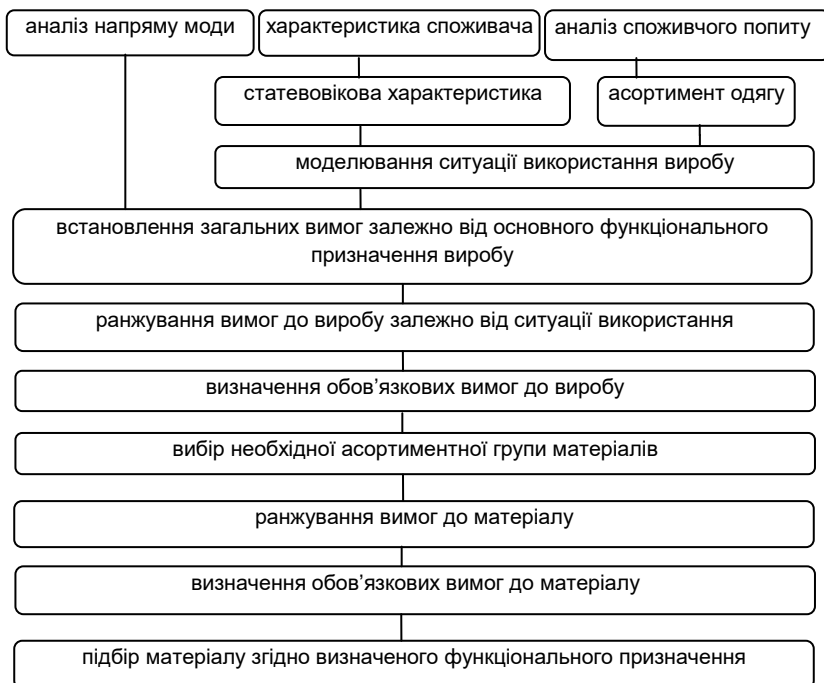 аналіз напряму моди
характеристика споживача
аналіз споживчого попиту
статевовікова характеристика
асортимент одягу
моделювання ситуації використання виробу
встановлення загальних вимог залежно від основного функціонального
призначення виробу
ранжування вимог до виробу залежно від ситуації використання
визначення обов’язкових вимог до виробу
вибір необхідної асортиментної групи матеріалів
ранжування вимог до матеріалу
визначення обов’язкових вимог до матеріалу
підбір матеріалу згідно визначеного функціонального призначення